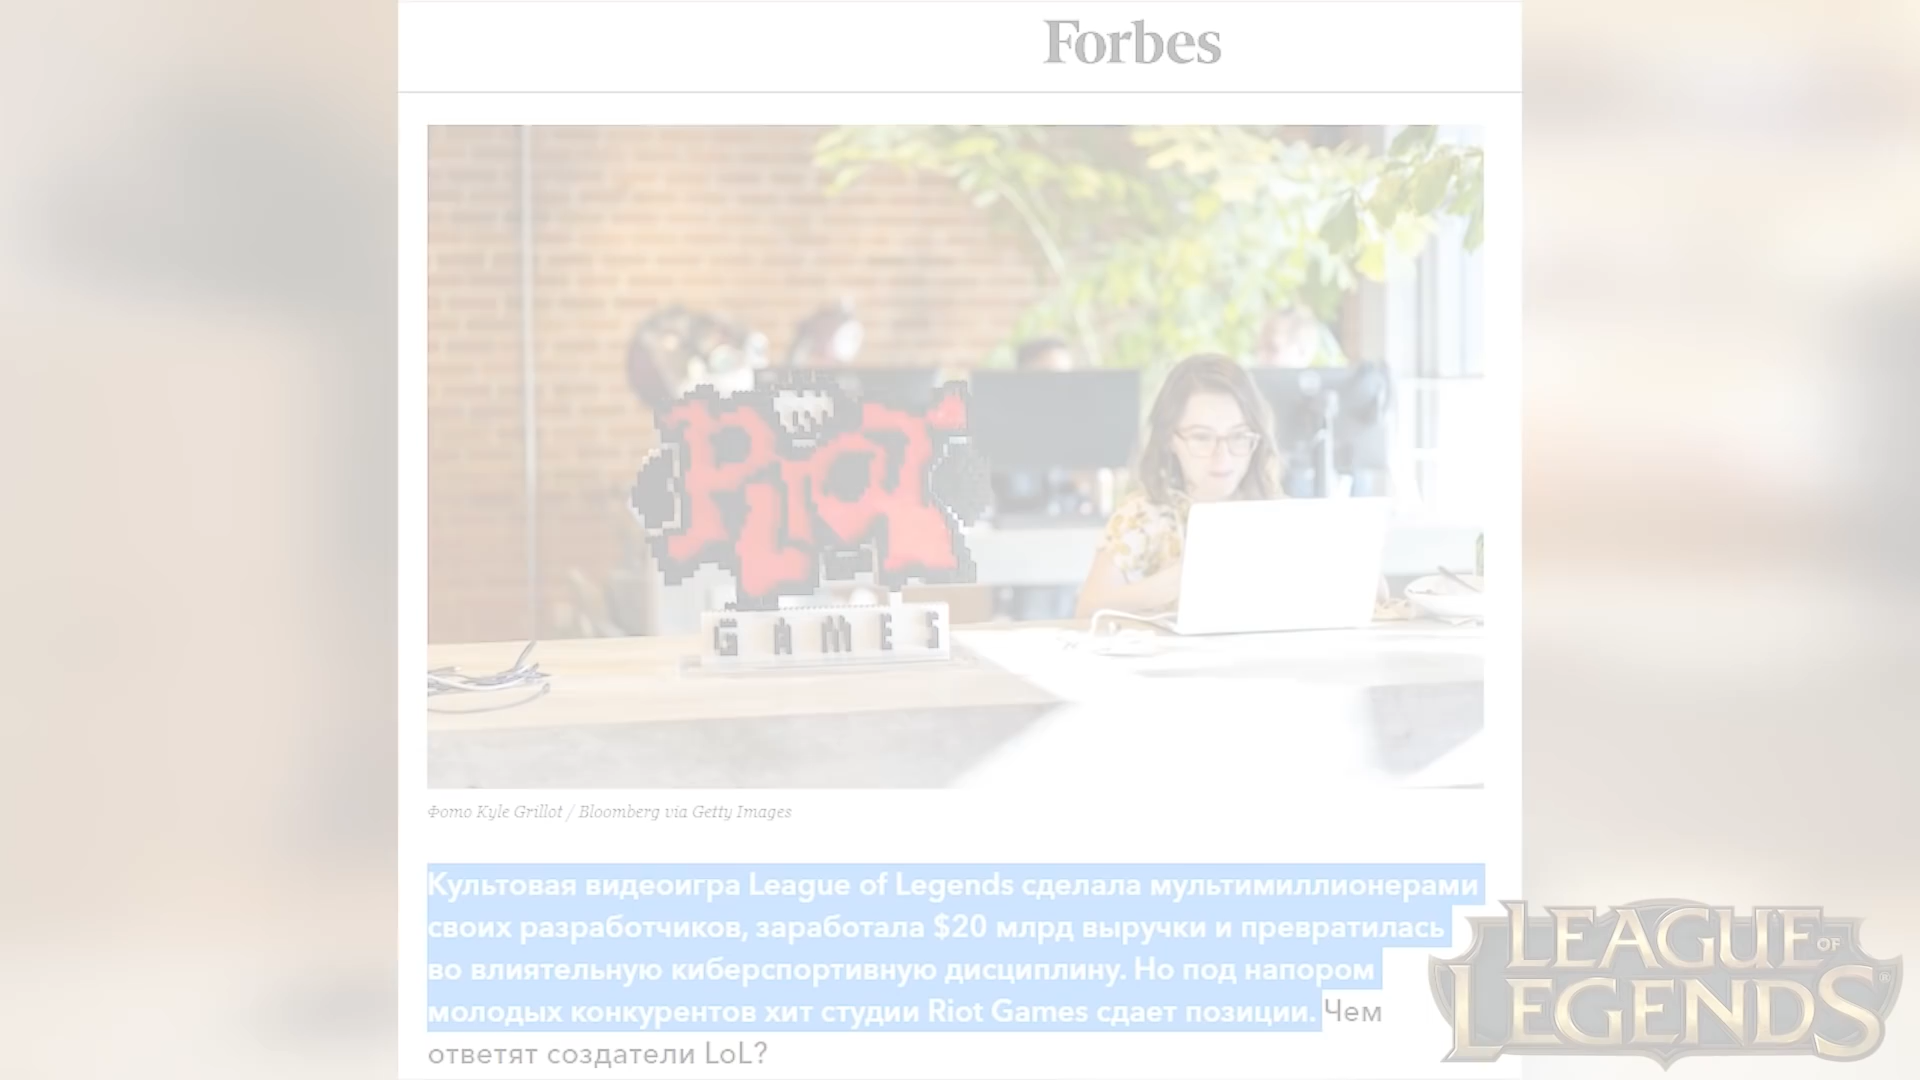 Forbes
RIOT
GAMES
Фото Kyle Grillot / Bloomberg via Getty Images
Культовая видеоигра League of Legends сделала мультимиллионерами
своих разработчиков, заработала $20 млрд выручки и превратилась
во влиятельную киберспортивную дисциплину. Но под напором
молодых конкурентов хит студии Riot Games сдает позиции. Чем
ответят создатели LoL?
LEAGUE OF
LEGENDS®